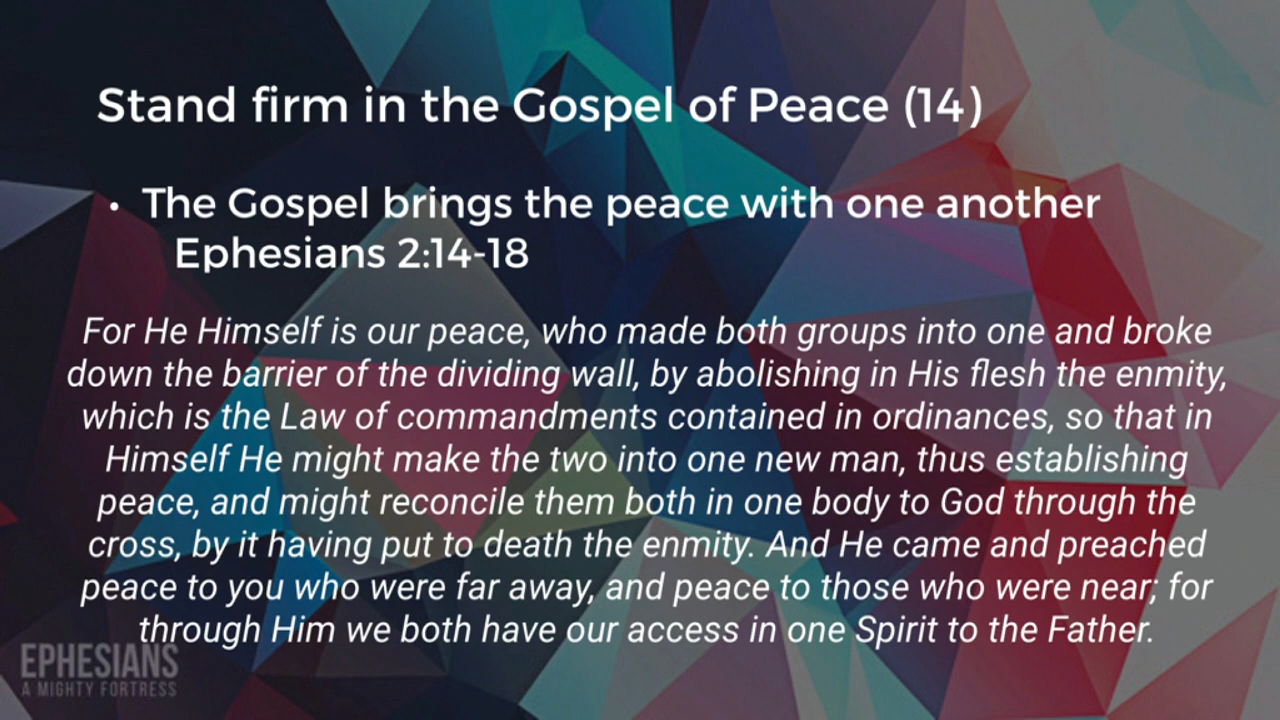 Stand firm in the Gospel of Peace (14)
• The Gospel brings the peace with one another
Ephesians 2:14-18
For He Himself is our peace, who made both groups into one and broke
down the barrier of the dividing wall, by abolishing in His flesh the enmity,
which is the Law of commandments contained in ordinances, so that in
Himself He might make the two into one new man, thus establishing
peace, and might reconcile them both in one body to God through the
cross, by it having put to death the enmity. And He came and preached
peace to you who were far away, and peace to those who were near; for
through Him we both have our access in one Spirit to the Father.
EPHESIANS
A MIGHTY FORTRESS